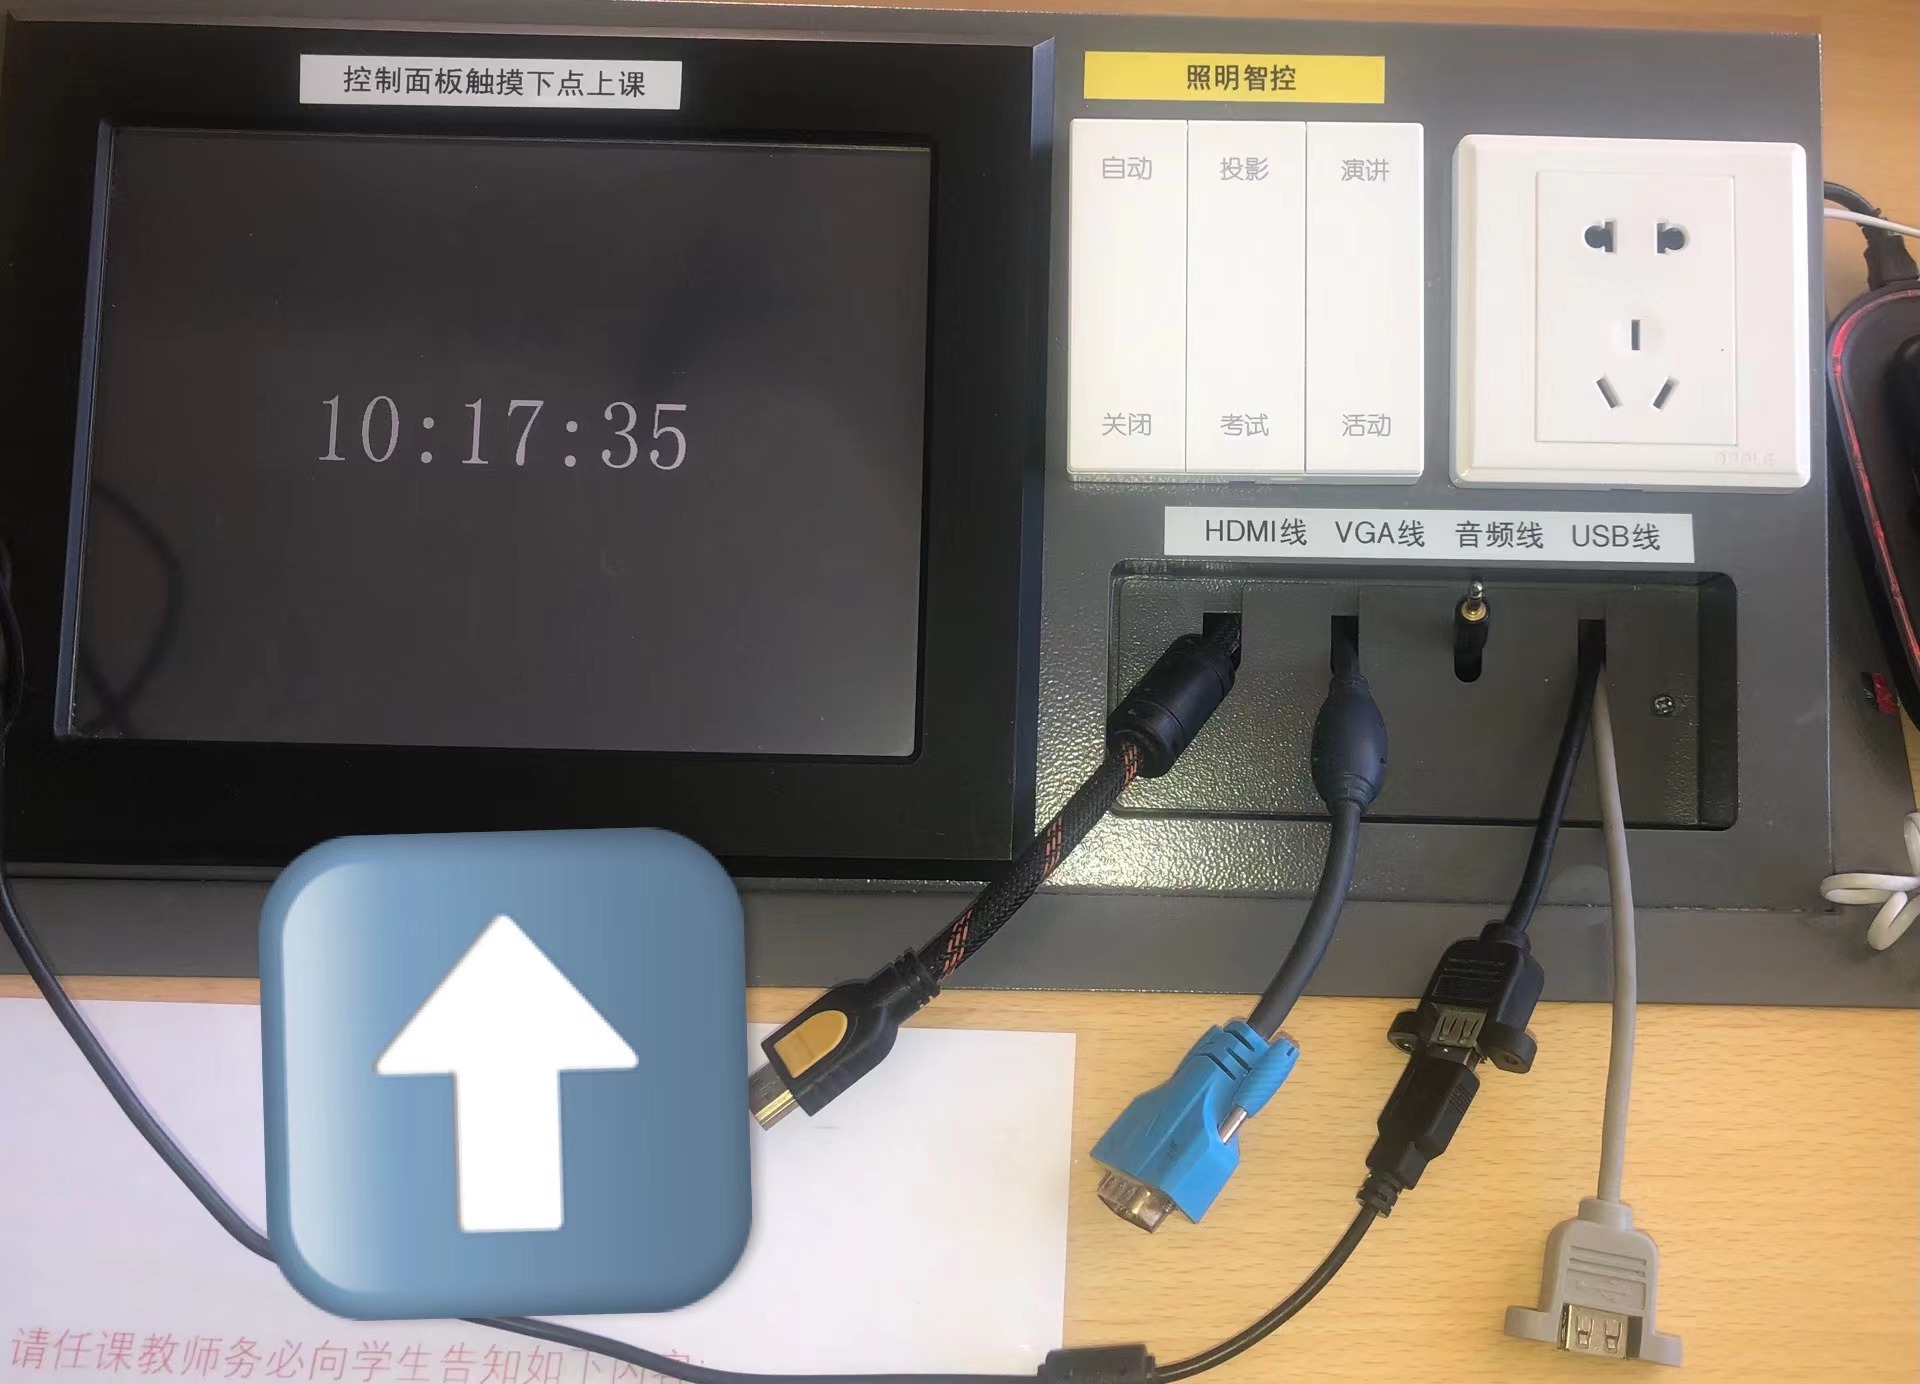 控制面板触摸下点上课
照明智控
自动 投影 演讲
关闭 考试 活动
10:17:35
HDMI线 VGA线 音频线 USB线
请任课教师务必向学生告知如下内容: